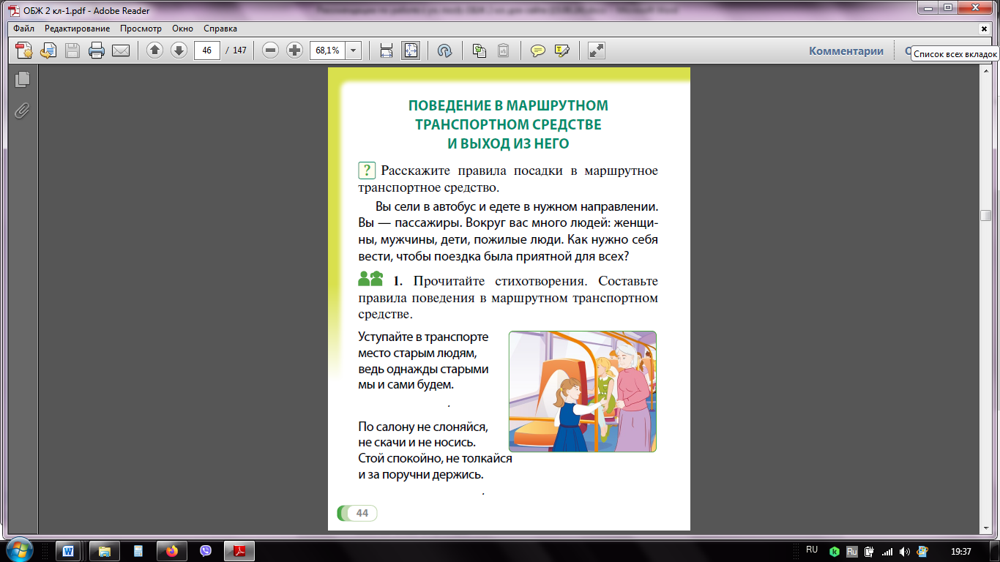 ОБЖ 2 кл-1.pdf - Adobe Reader
Файл Редактирование Просмотр Окно Справка
46 / 147 68,1% Комментарии
Список всех вкладок
ПОВЕДЕНИЕ В МАРШРУТНОМ
ТРАНСПОРТНОМ СРЕДСТВЕ
И ВЫХОД ИЗ НЕГО
? Расскажите правила посадки в маршрутное
транспортное средство.
Вы сели в автобус и едете в нужном направлении.
Вы — пассажиры. Вокруг вас много людей: женщи-
ны, мужчины, дети, пожилые люди. Как нужно себя
вести, чтобы поездка была приятной для всех?
1. Прочитайте стихотворения. Составьте
правила поведения в маршрутном транспортном
средстве.
Уступайте в транспорте
место старым людям,
ведь однажды старыми
мы и сами будем.
.
По салону не слоняйся,
не скачи и не носись.
Стой спокойно, не толкайся
и за поручни держись.
.
44
RU Ru 19:37